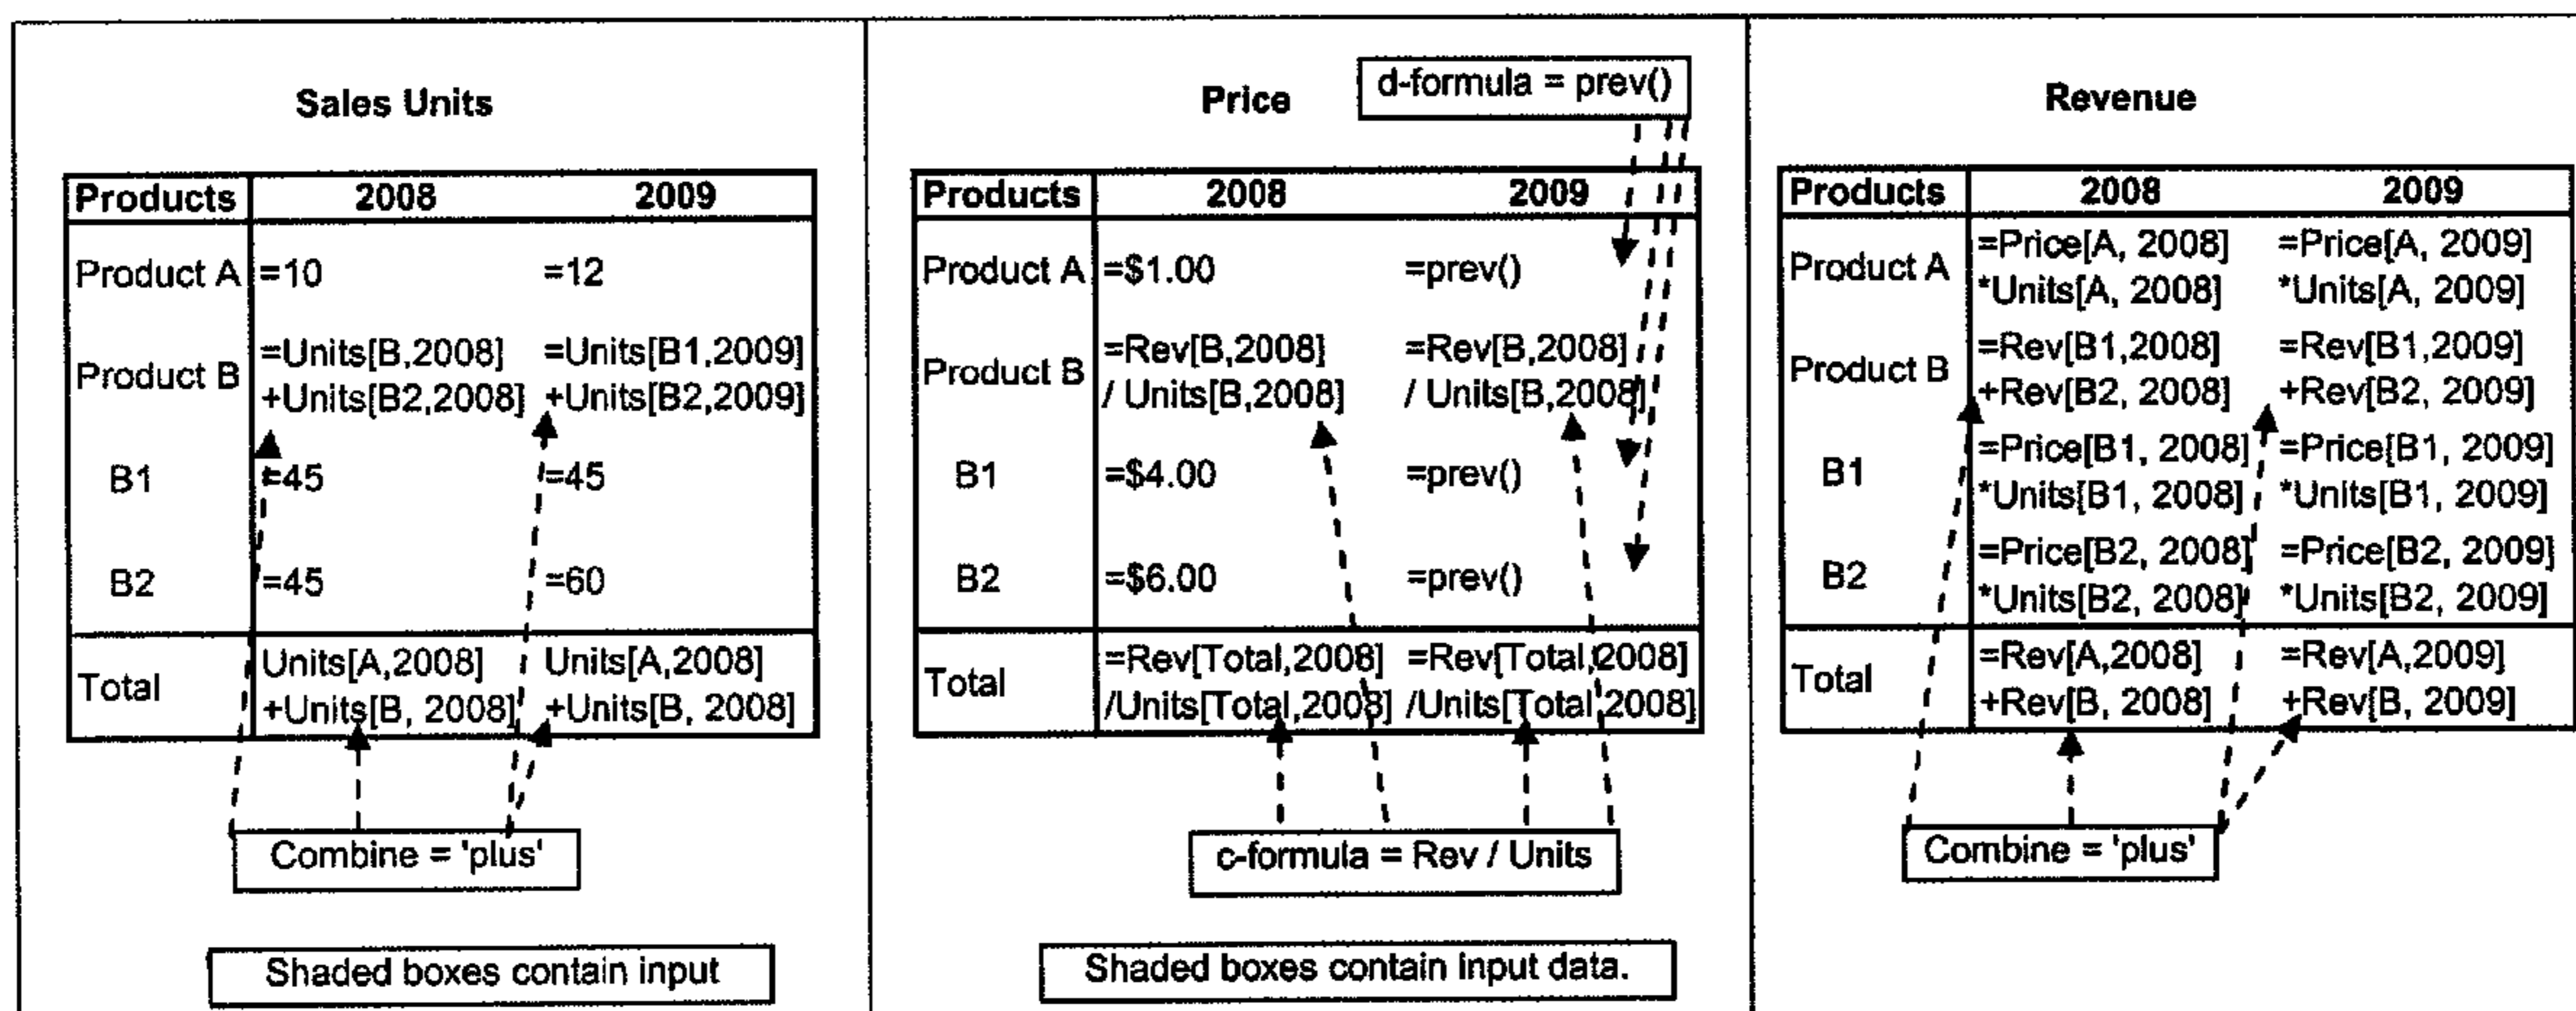 Sales Units
Products 2008 2009
Product A =10 =12
Product B =Units[B,2008] =Units[B1,2009]
+Units[B2,2008] +Units[B2,2009]
B1 =45 =45
B2 =45 =60
Total Units[A,2008] Units[A,2008]
+Units[B, 2008] +Units[B, 2008]
Combine = 'plus'
Shaded boxes contain input
Price
d-formula = prev()
Products 2008 2009
Product A =$1.00 =prev()
Product B =Rev[B,2008] =Rev[B,2008]
/ Units[B,2008] / Units[B,2008]
B1 =$4.00 =prev()
B2 =$6.00 =prev()
Total =Rev[Total,2008] =Rev[Total,2008]
/Units[Total,2008] /Units[Total,2008]
c-formula = Rev / Units
Shaded boxes contain input data.
Revenue
Products 2008 2009
Product A =Price[A, 2008] =Price[A, 2009]
*Units[A, 2008] *Units[A, 2009]
Product B =Rev[B1,2008] =Rev[B1,2009]
+Rev[B2, 2008] +Rev[B2, 2009]
B1 =Price[B1, 2008] =Price[B1, 2009]
*Units[B1, 2008] *Units[B1, 2009]
B2 =Price[B2, 2008] =Price[B2, 2009]
*Units[B2, 2008] *Units[B2, 2009]
Total =Rev[A,2008] =Rev[A,2009]
+Rev[B, 2008] +Rev[B, 2009]
Combine = 'plus'